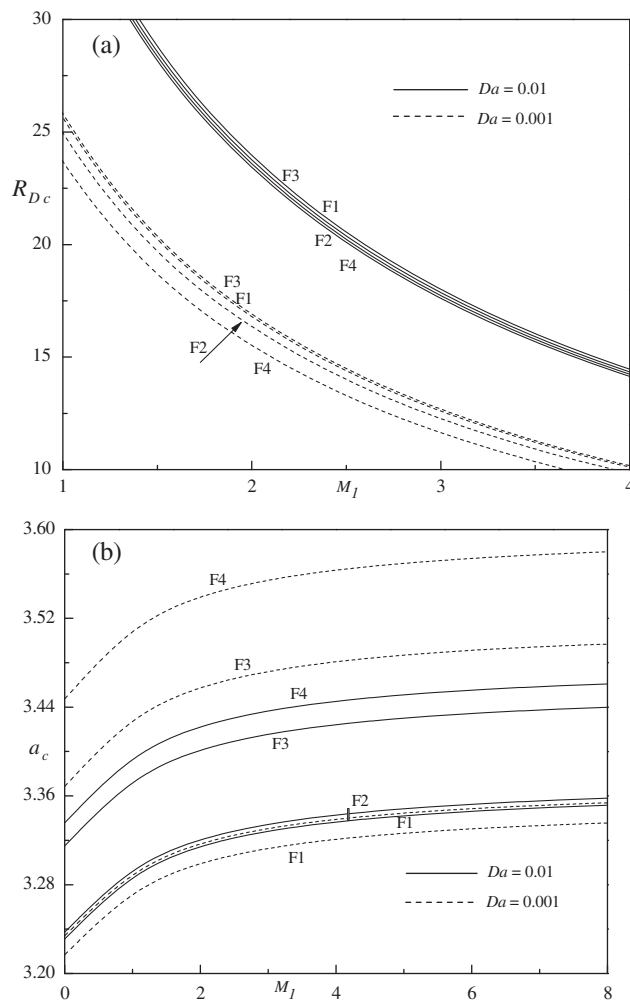 30
(a)
Da = 0.01
Da = 0.001
25
F3
R_Dc
F1
20
F2
F4
F3
F1
15
F2
F4
10
1
2
3
4
M_1
3.60
(b)
F4
3.52
F3
3.44
F4
a_c
F3
3.36
F2
F1
F1
3.28
Da = 0.01
Da = 0.001
3.20
0
2
4
6
8
M_1